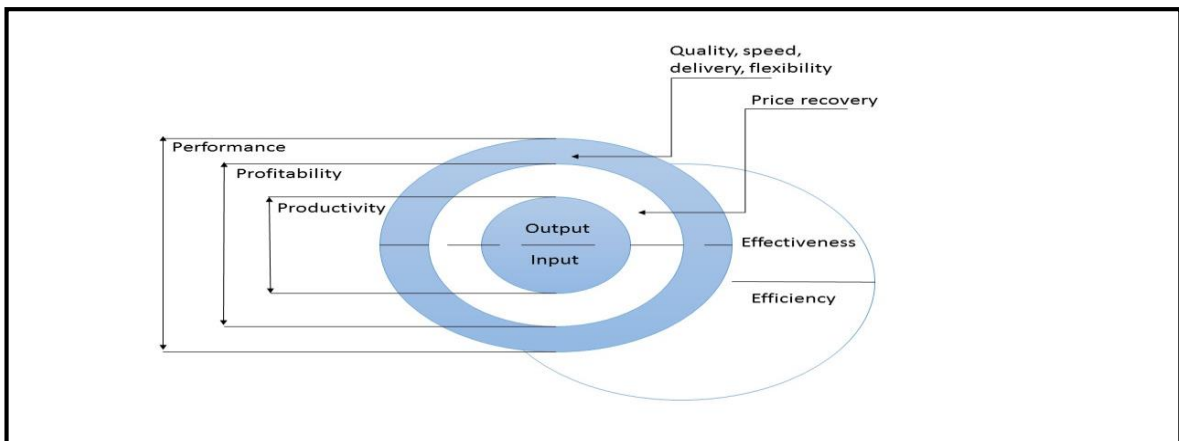 Quality, speed,
delivery, flexibility
Price recovery
Performance
Profitability
Productivity
Output
Input
Effectiveness
Efficiency